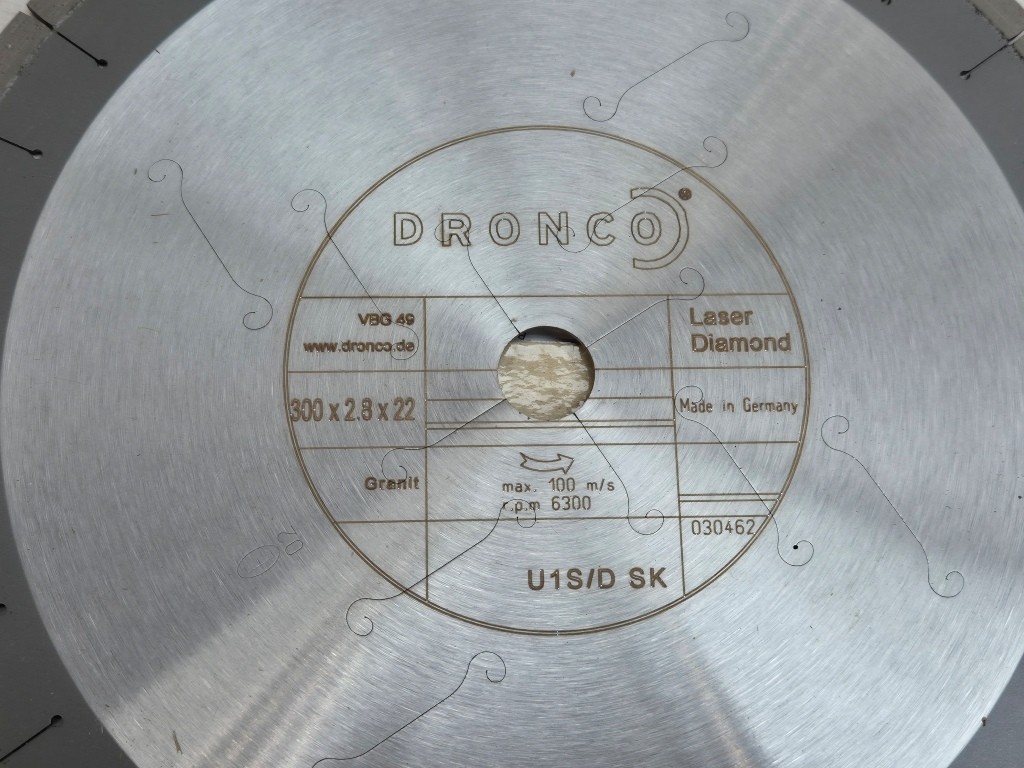 DRONCO
VBG 49
www.dronco.de
Laser
Diamond
300 x 2.8 x 22
Made in Germany
Granit
max. 100 m/s
r.p.m 6300
030462
U1S/D SK